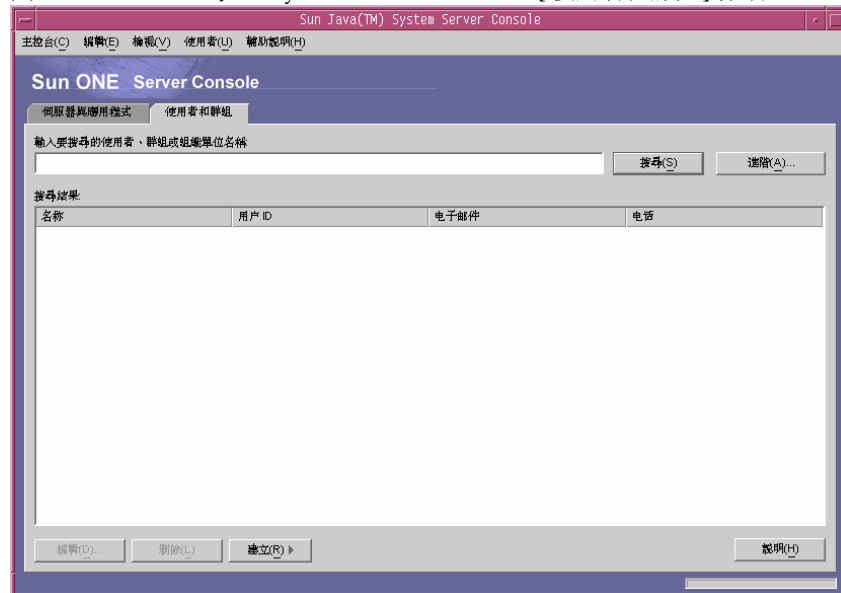 Sun Java(TM) System Server Console
主控台(C) 編輯(E) 檢視(V) 使用者(U) 輔助說明(H)
Sun ONE Server Console
伺服器與應用程式 使用者和群組
輸入要搜尋的使用者、群組或組織單位名稱
搜尋(S) 進階(A)...
搜尋結果:
名称 用户 ID 电子邮件 电话
編輯(D)... 刪除(L) 建立(R) 說明(H)